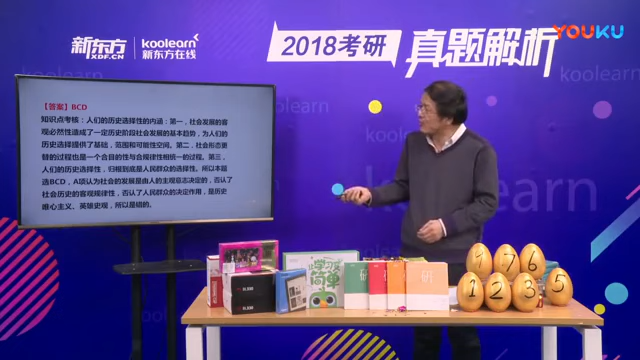 新东方
XDF.CN
koolearn
新东方在线
2018考研
真题解析
YOUKU
koolearn
koolearn
【答案】BCD
知识点考核：人们的历史选择性的内涵：第一，社会发展的客
观必然性造成了一定历史阶段社会发展的基本趋势，为人们的
历史选择提供了基础，范围和可能性空间。第二，社会形态更
替的过程也是一个合目的性与合规律性相统一的过程。第三，
人们的历史选择性，归根到底是人民群众的选择性。所以本题
选BCD，A项认为社会的发展是由人的主观意志决定的，否认了
社会历史的客观规律性，否认了人民群众的决定作用，是历史
唯心主义、英雄史观，所以是错的。
koolearn
让学习变
简单
研
研
9 7 6
1 2 3 5